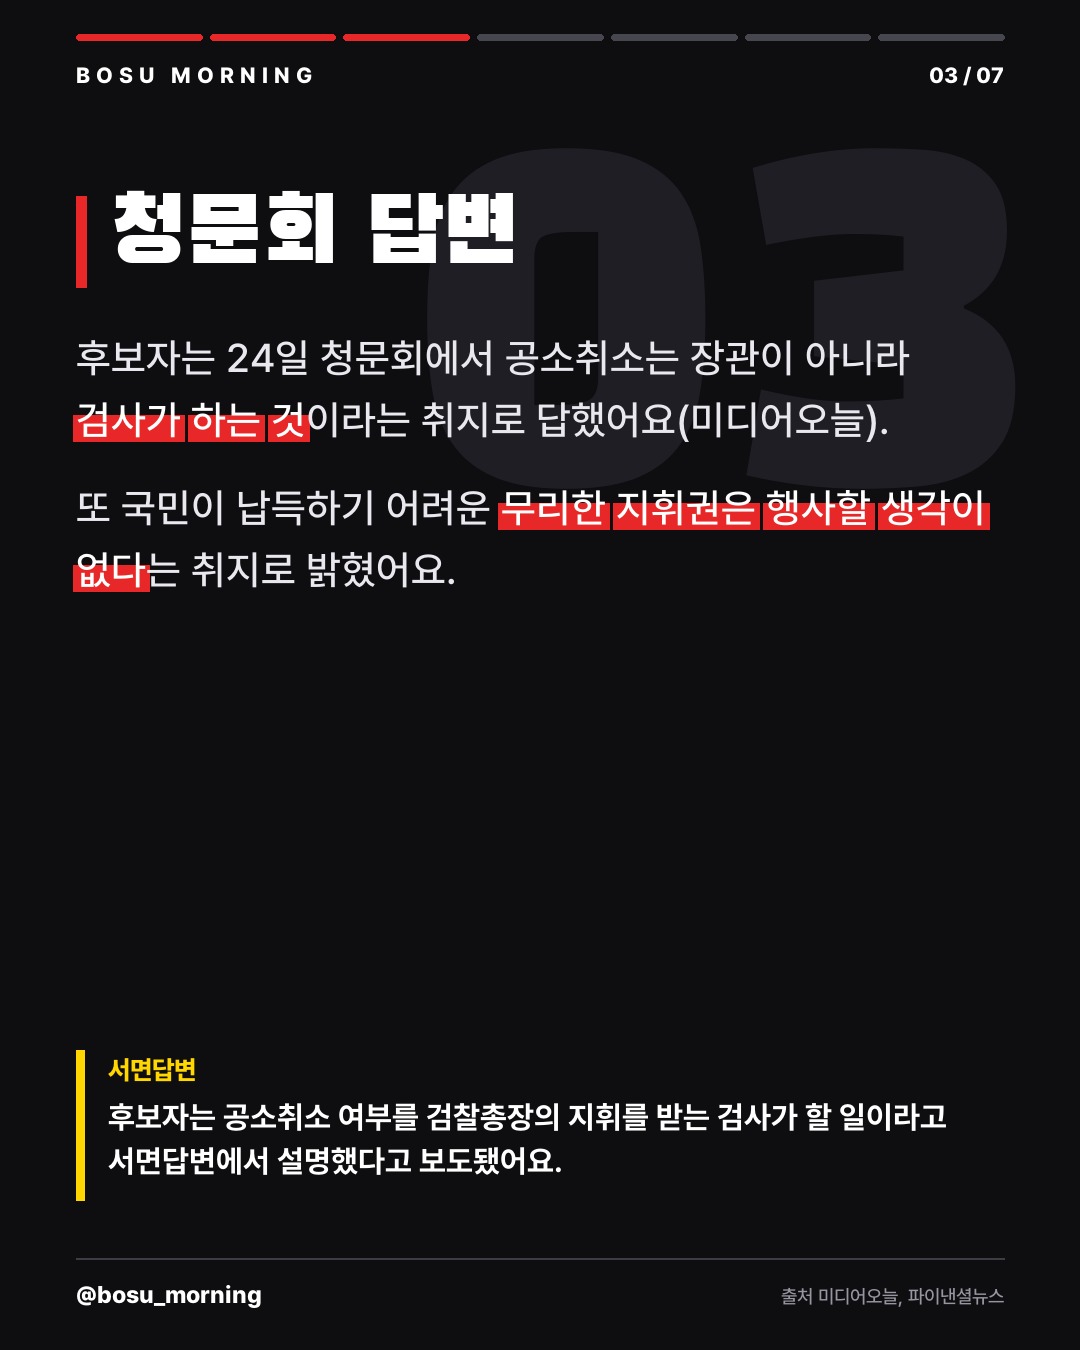 BOSU MORNING
03 / 07
03
청문회 답변
후보자는 24일 청문회에서 공소취소는 장관이 아니라
검사가 하는 것이라는 취지로 답했어요(미디어오늘).
또 국민이 납득하기 어려운 무리한 지휘권은 행사할 생각이
없다는 취지로 밝혔어요.
서면답변
후보자는 공소취소 여부를 검찰총장의 지휘를 받는 검사가 할 일이라고
서면답변에서 설명했다고 보도됐어요.
@bosu_morning
출처 미디어오늘, 파이낸셜뉴스